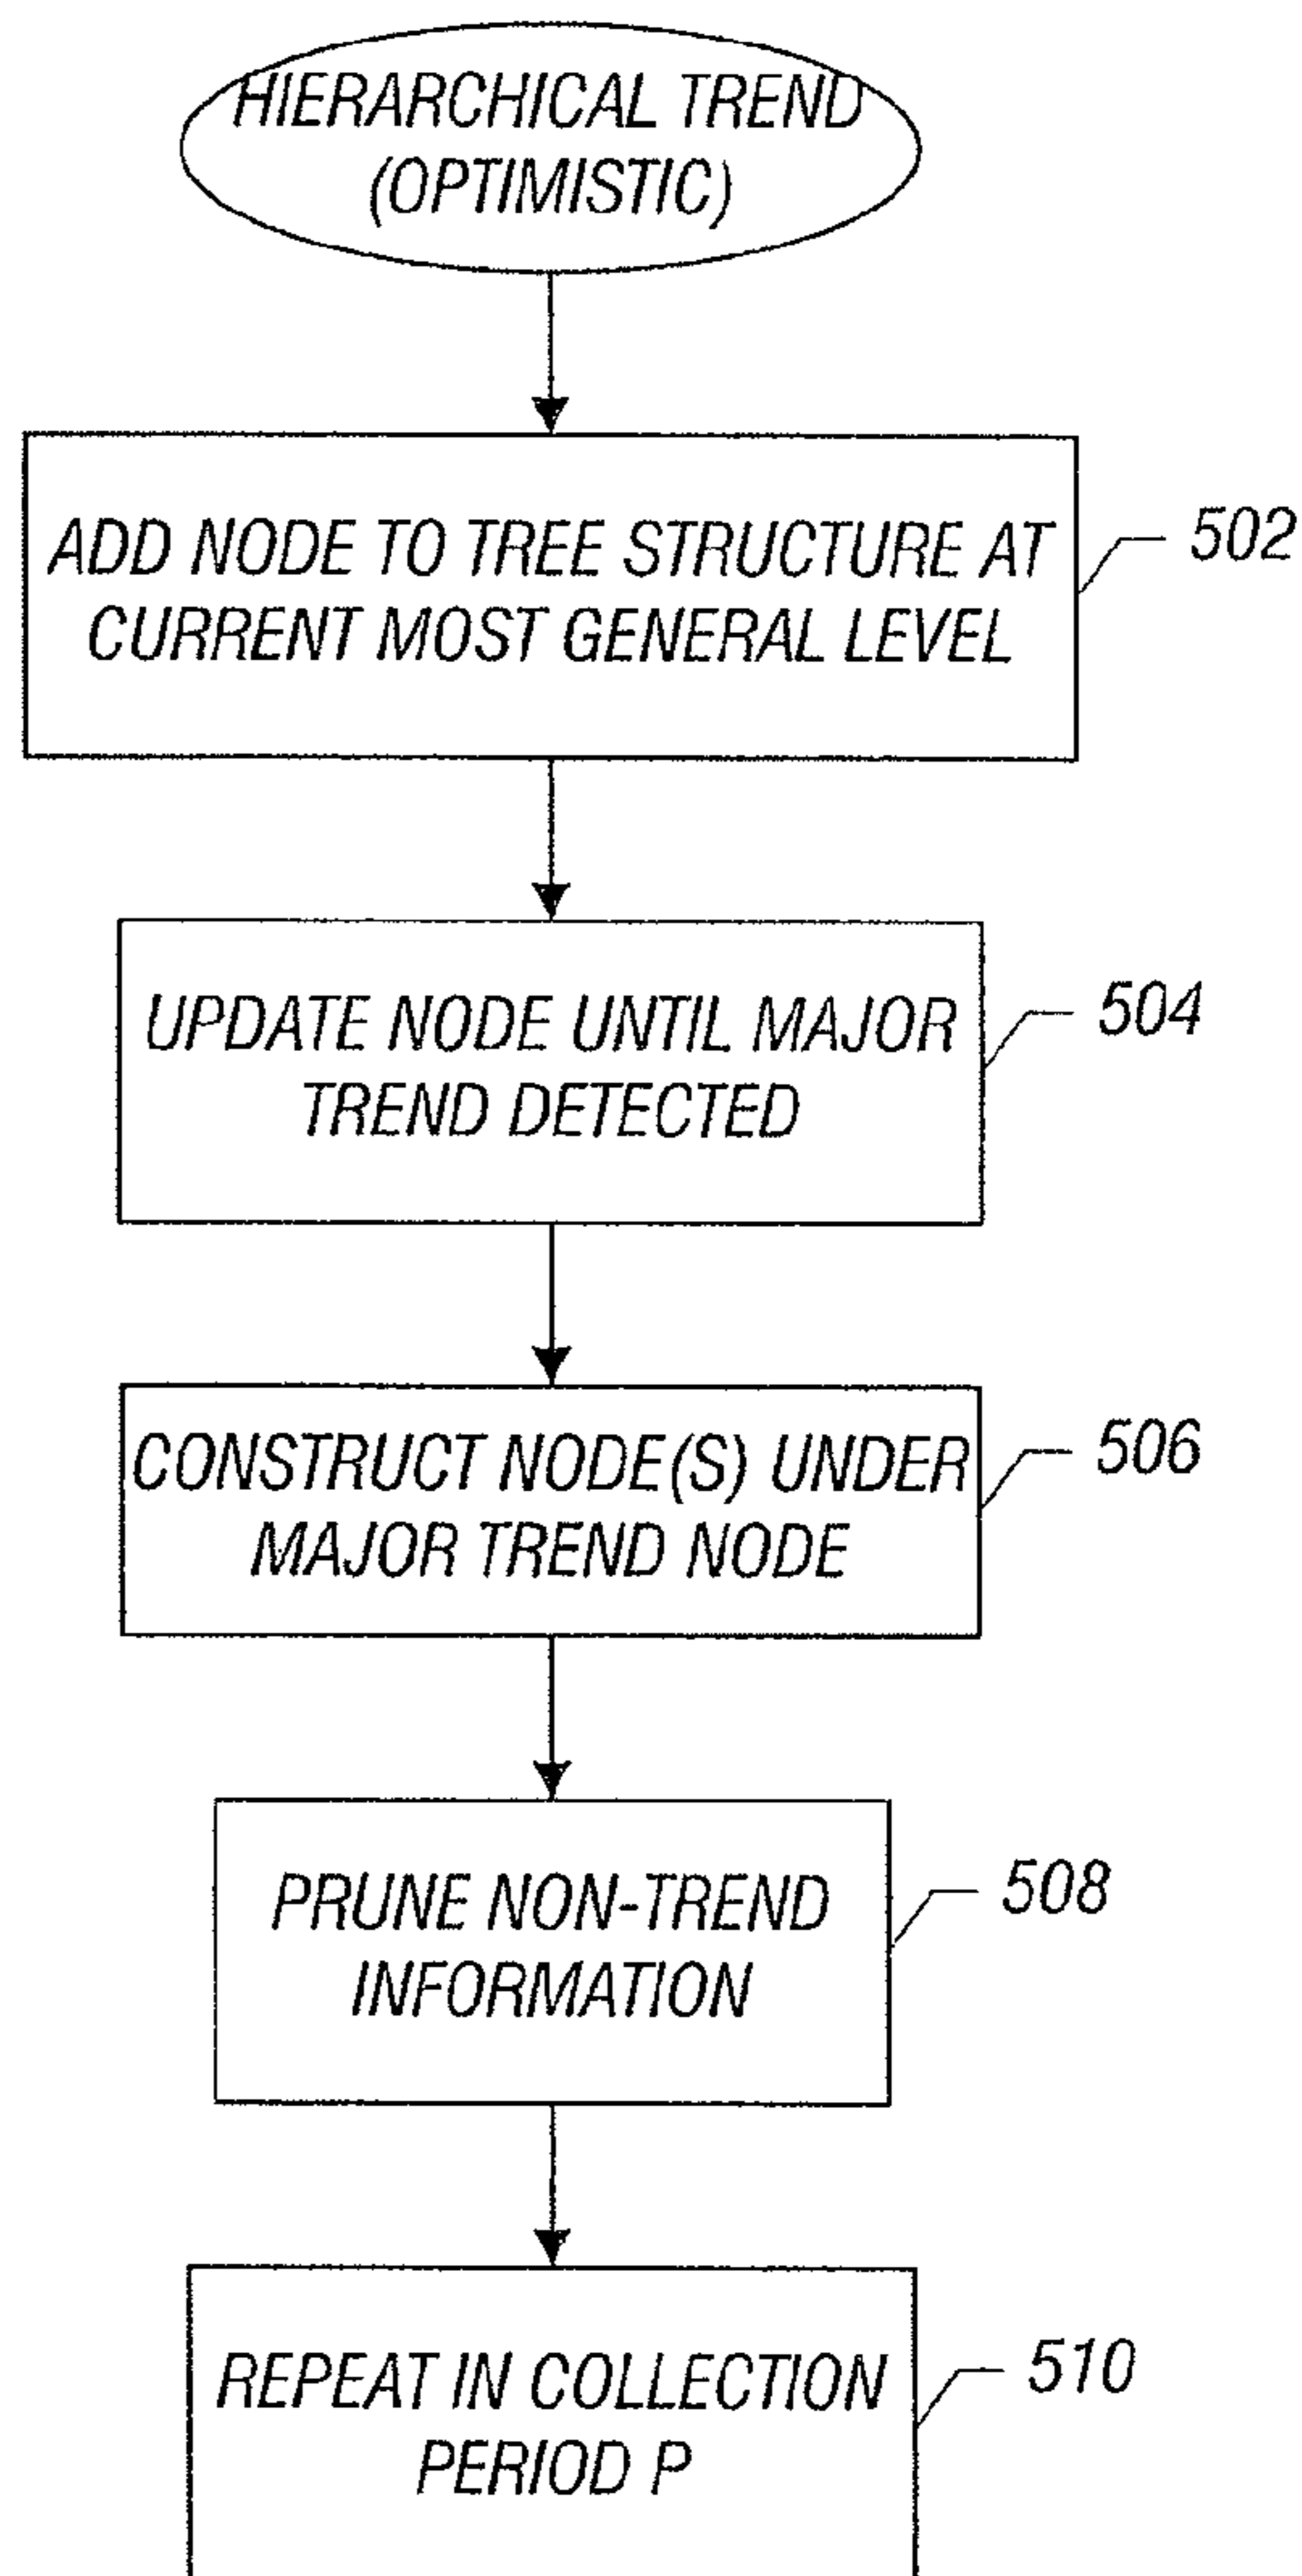 HIERARCHICAL TREND
(OPTIMISTIC)
ADD NODE TO TREE STRUCTURE AT
CURRENT MOST GENERAL LEVEL
502
UPDATE NODE UNTIL MAJOR
TREND DETECTED
504
CONSTRUCT NODE(S) UNDER
MAJOR TREND NODE
506
PRUNE NON-TREND
INFORMATION
508
REPEAT IN COLLECTION
PERIOD P
510